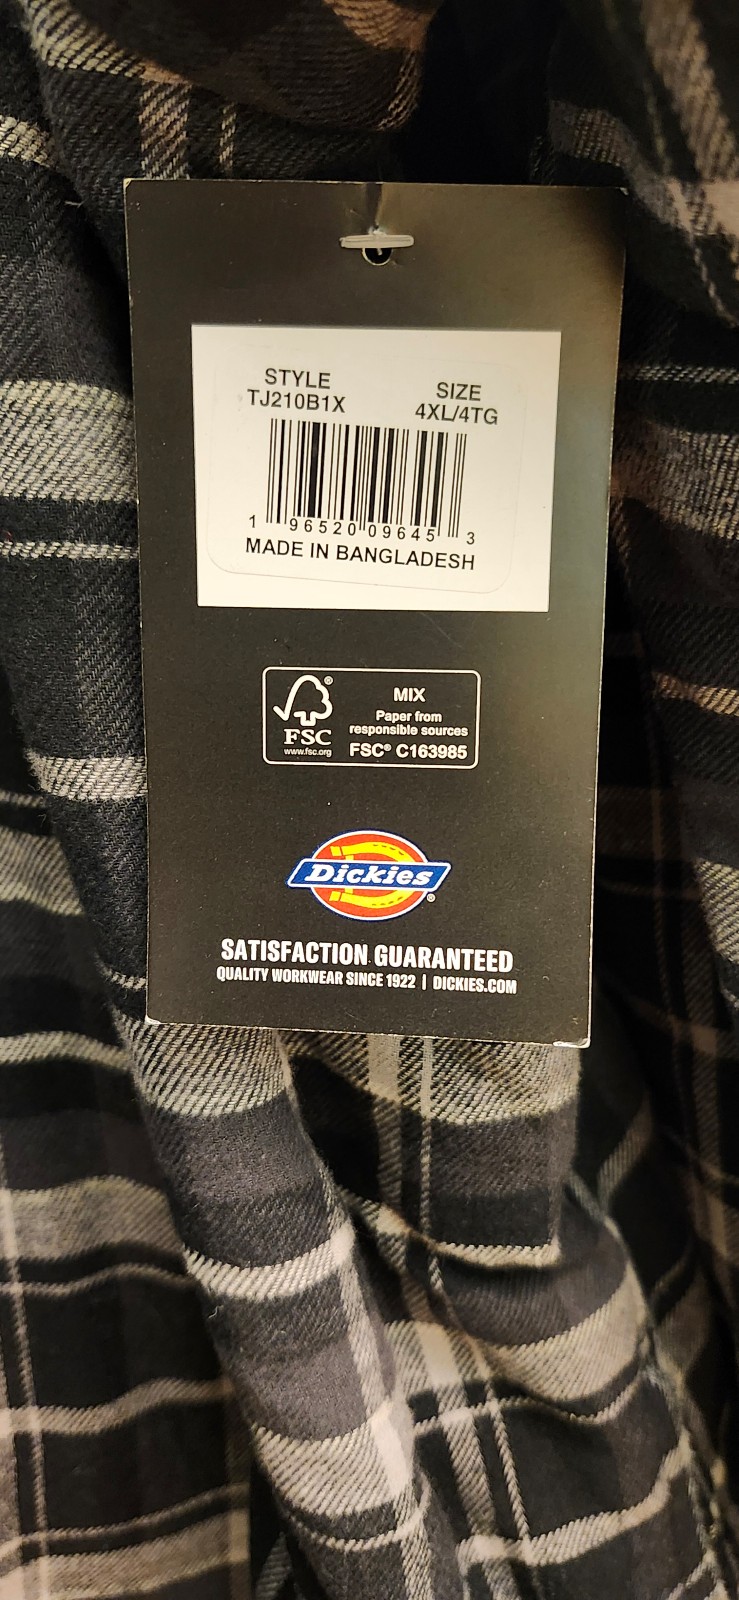 STYLE
TJ210B1X
SIZE
4XL/4TG
1 96520 09645 3
MADE IN BANGLADESH
FSC®
www.fsc.org
MIX
Paper from
responsible sources
FSC® C163985
Dickies®
SATISFACTION GUARANTEED
QUALITY WORKWEAR SINCE 1922 | DICKIES.COM